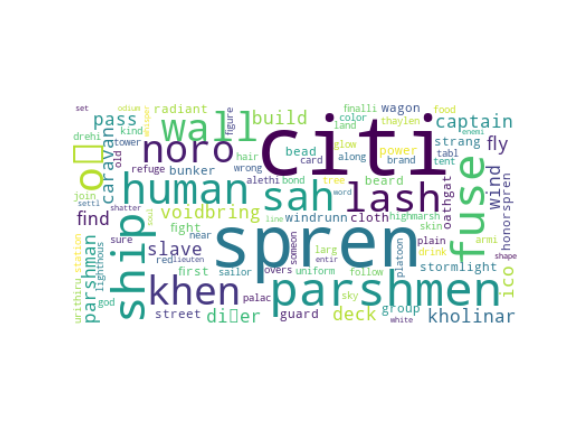 set
odium
whisper
radiant
figure
finalli
color
land
thaylen
wagon
food
captain
drehi
kind
pass
wall
build
citi
tower
old
caravan
noro
hair
wrong
bead
card
glow
along
power
brand
strang
tabl
tent
enemi
fly
refuge
bunker
alethi
bond
tree
beard
join
human
sah
lash
oathgat
wind
honorspren
fuse
word
find
voidbring
windrunn
cloth
highmarsh
skin
setti
shatter
slave
fight
soul
line
near
someon
plain
armi
shape
parshman
ship
spren
sure
first
red
lieuten
larg
entir
platoon
drink
stormlight
urithiru
station
lighthous
god
khen
sailor
overs
uniform
follow
sky
parshmen
ico
palac
street
guard
deck
group
white
kholinar